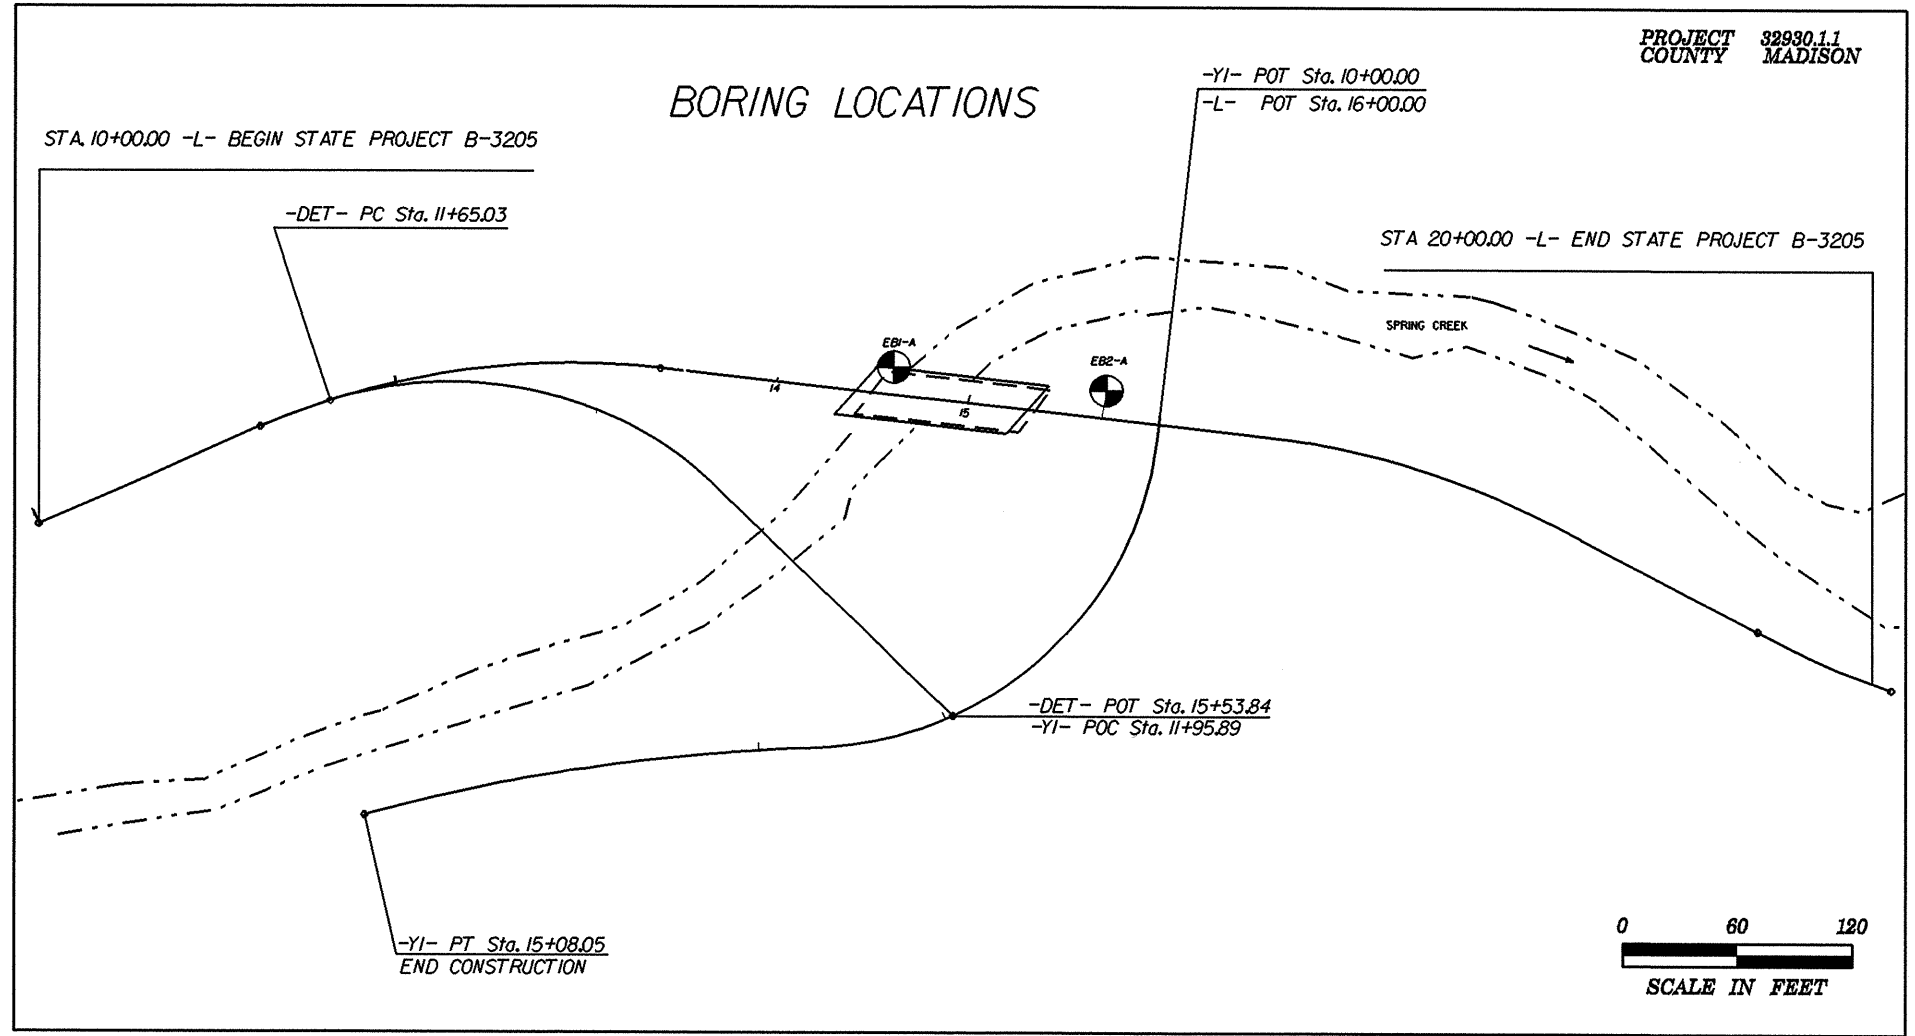 PROJECT 32930.1.1
COUNTY MADISON
BORING LOCATIONS
-Y1- POT Sta. 10+00.00
-L- POT Sta. 16+00.00
STA. 10+00.00 -L- BEGIN STATE PROJECT B-3205
-DET- PC Sta. 11+65.03
STA 20+00.00 -L- END STATE PROJECT B-3205
SPRING CREEK
EB1-A
EB2-A
14
15
-DET- POT Sta. 15+53.84
-Y1- POC Sta. 11+95.89
-Y1- PT Sta. 15+08.05
END CONSTRUCTION
0 60 120
SCALE IN FEET